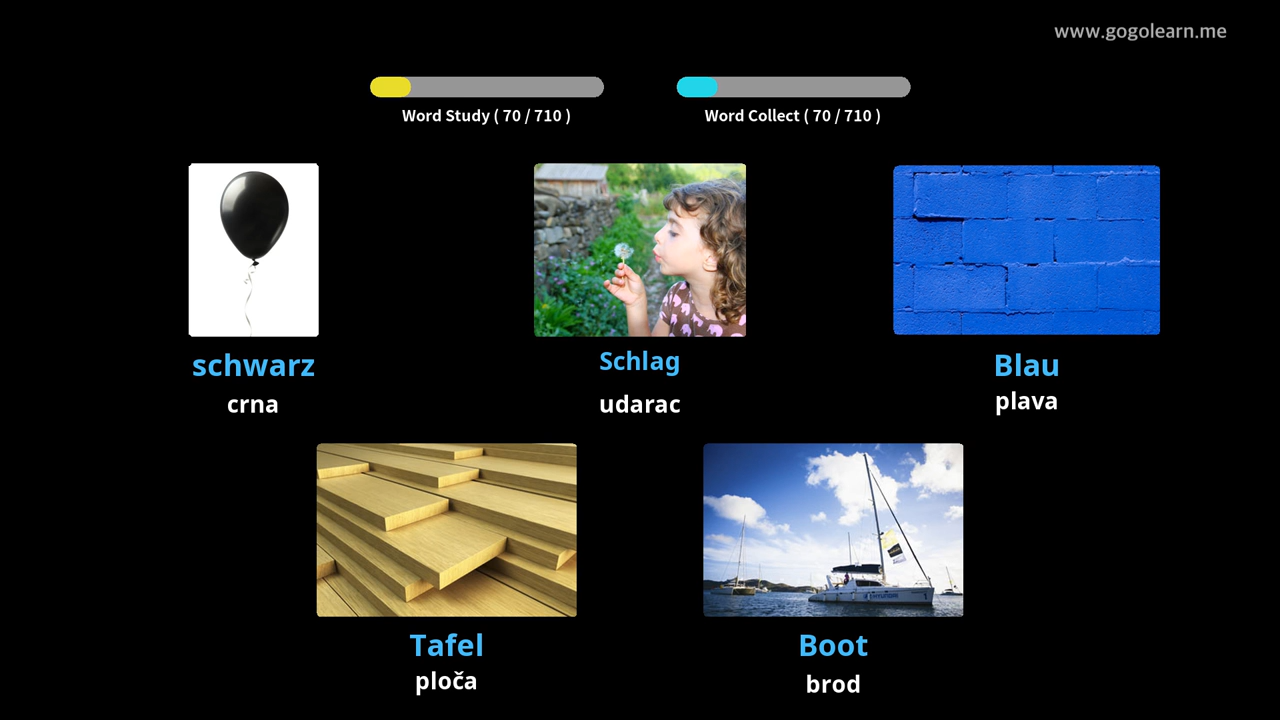 www.gogolearn.me
Word Study ( 70 / 710 )
Word Collect ( 70 / 710 )
schwarz
crna
Schlag
udarac
Blau
plava
Tafel
ploča
Boot
brod